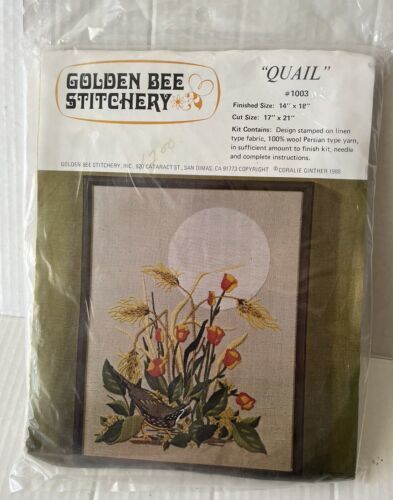 GOLDEN BEE
STITCHERY
"QUAIL"
#1003
Finished Size: 14" x 18"
Cut Size: 17" x 21"
Kit Contains: Design stamped on linen
type fabric, 100% wool Persian type yarn,
in sufficient amount to finish kit, needle
and complete instructions.
GOLDEN BEE STITCHERY, INC., 920 CATARACT ST., SAN DIMAS, CA 91773 COPYRIGHT ©CORALIE GINTHER